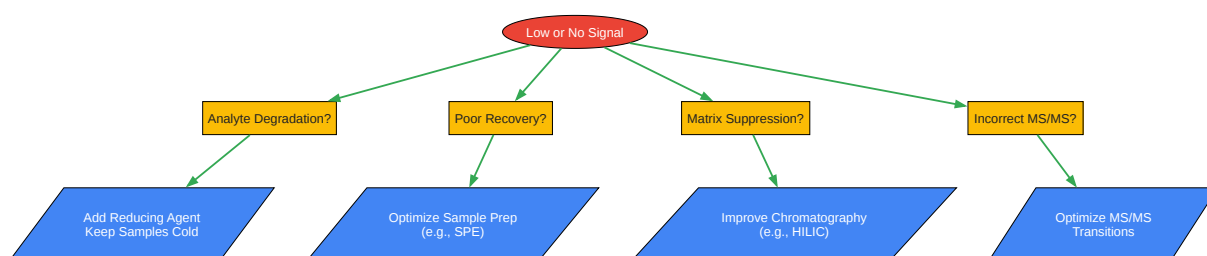 Low or No Signal
Analyte Degradation?
Poor Recovery?
Matrix Suppression?
Incorrect MS/MS?
Add Reducing Agent
Keep Samples Cold
Optimize Sample Prep
(e.g., SPE)
Improve Chromatography
(e.g., HILIC)
Optimize MS/MS
Transitions